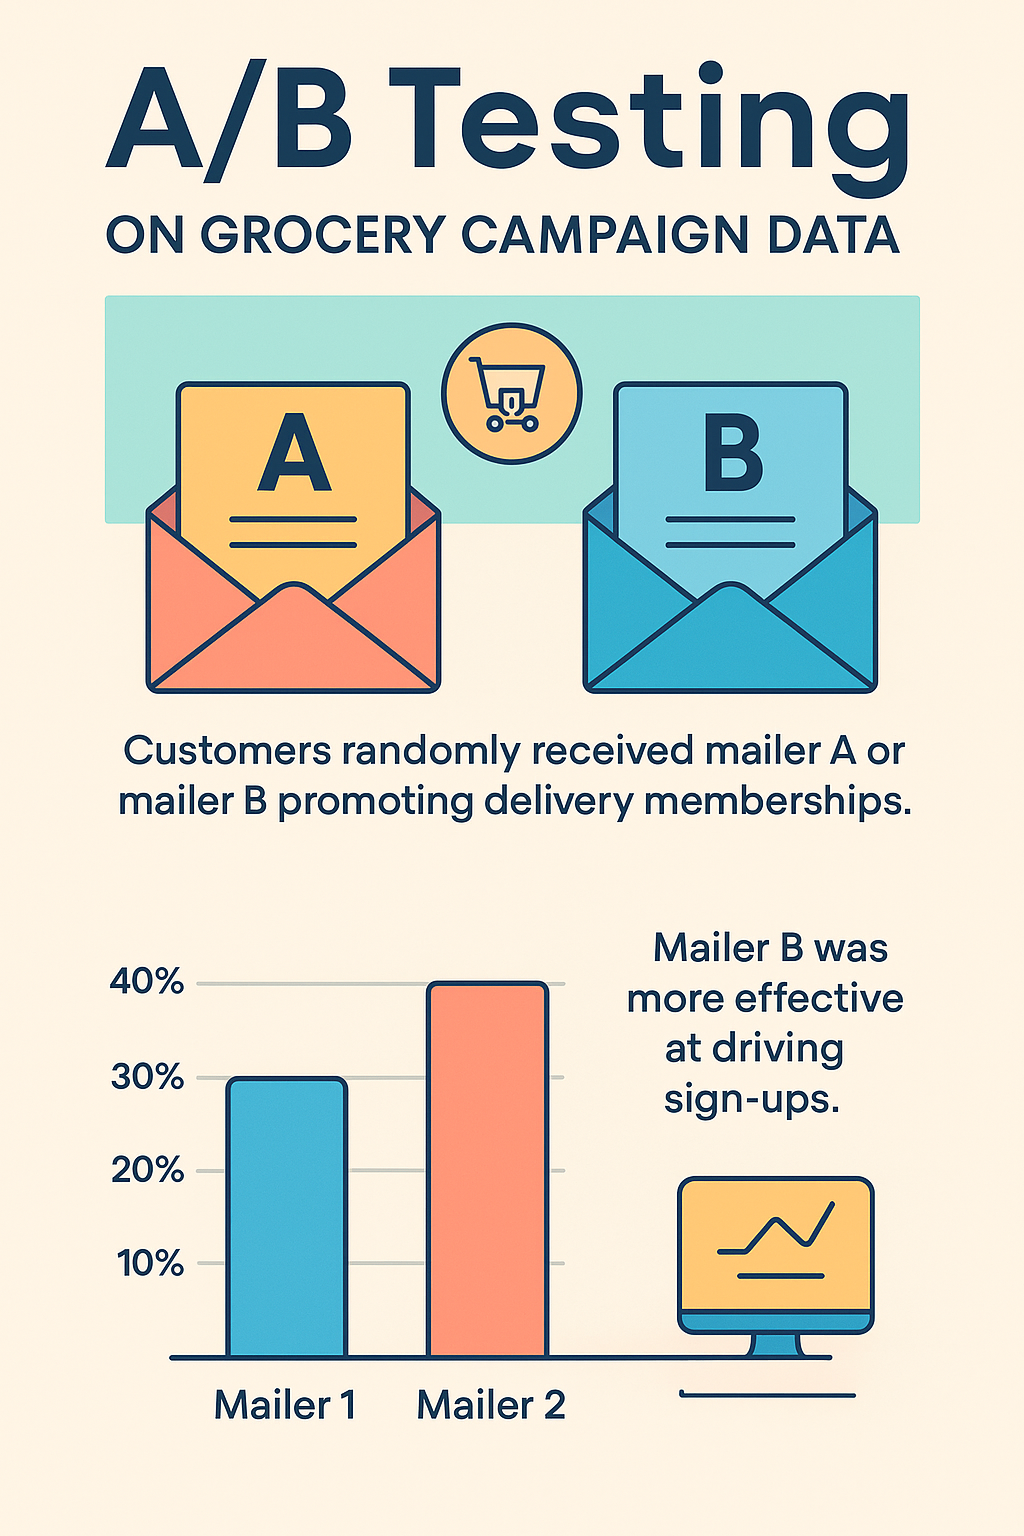 A/B Testing
ON GROCERY CAMPAIGN DATA
A
B
Customers randomly received mailer A or
mailer B promoting delivery memberships.
Mailer B was
more effective
at driving
sign-ups.
40%
30%
20%
10%
Mailer 1
Mailer 2